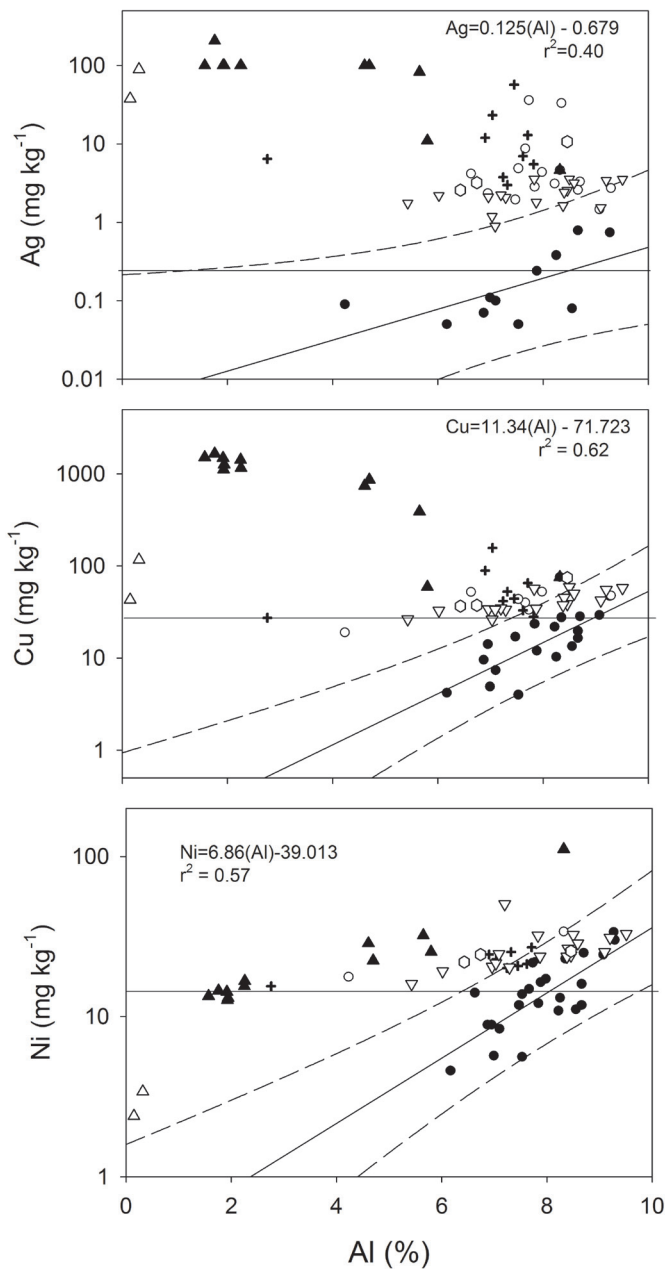 Ag=0.125(Al) - 0.679
r²=0.40
100
10
1
0.1
0.01
Ag (mg kg⁻¹)
Cu=11.34(Al) - 71.723
r² = 0.62
1000
100
10
1
Cu (mg kg⁻¹)
Ni=6.86(Al)-39.013
r² = 0.57
100
10
1
Ni (mg kg⁻¹)
0 2 4 6 8 10
Al (%)